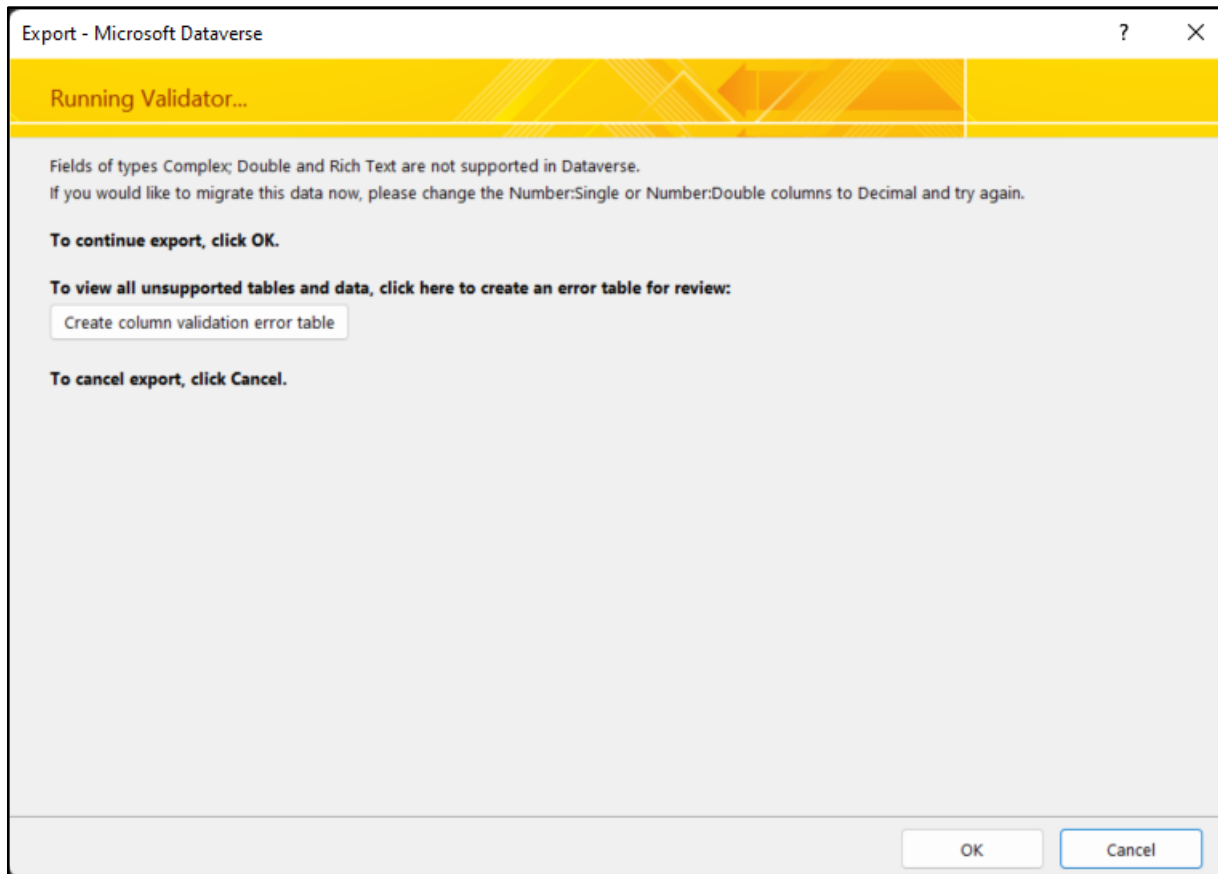 Export - Microsoft Dataverse
?
Running Validator...
Fields of types Complex; Double and Rich Text are not supported in Dataverse.
If you would like to migrate this data now, please change the Number:Single or Number:Double columns to Decimal and try again.
To continue export, click OK.
To view all unsupported tables and data, click here to create an error table for review:
Create column validation error table
To cancel export, click Cancel.
OK
Cancel